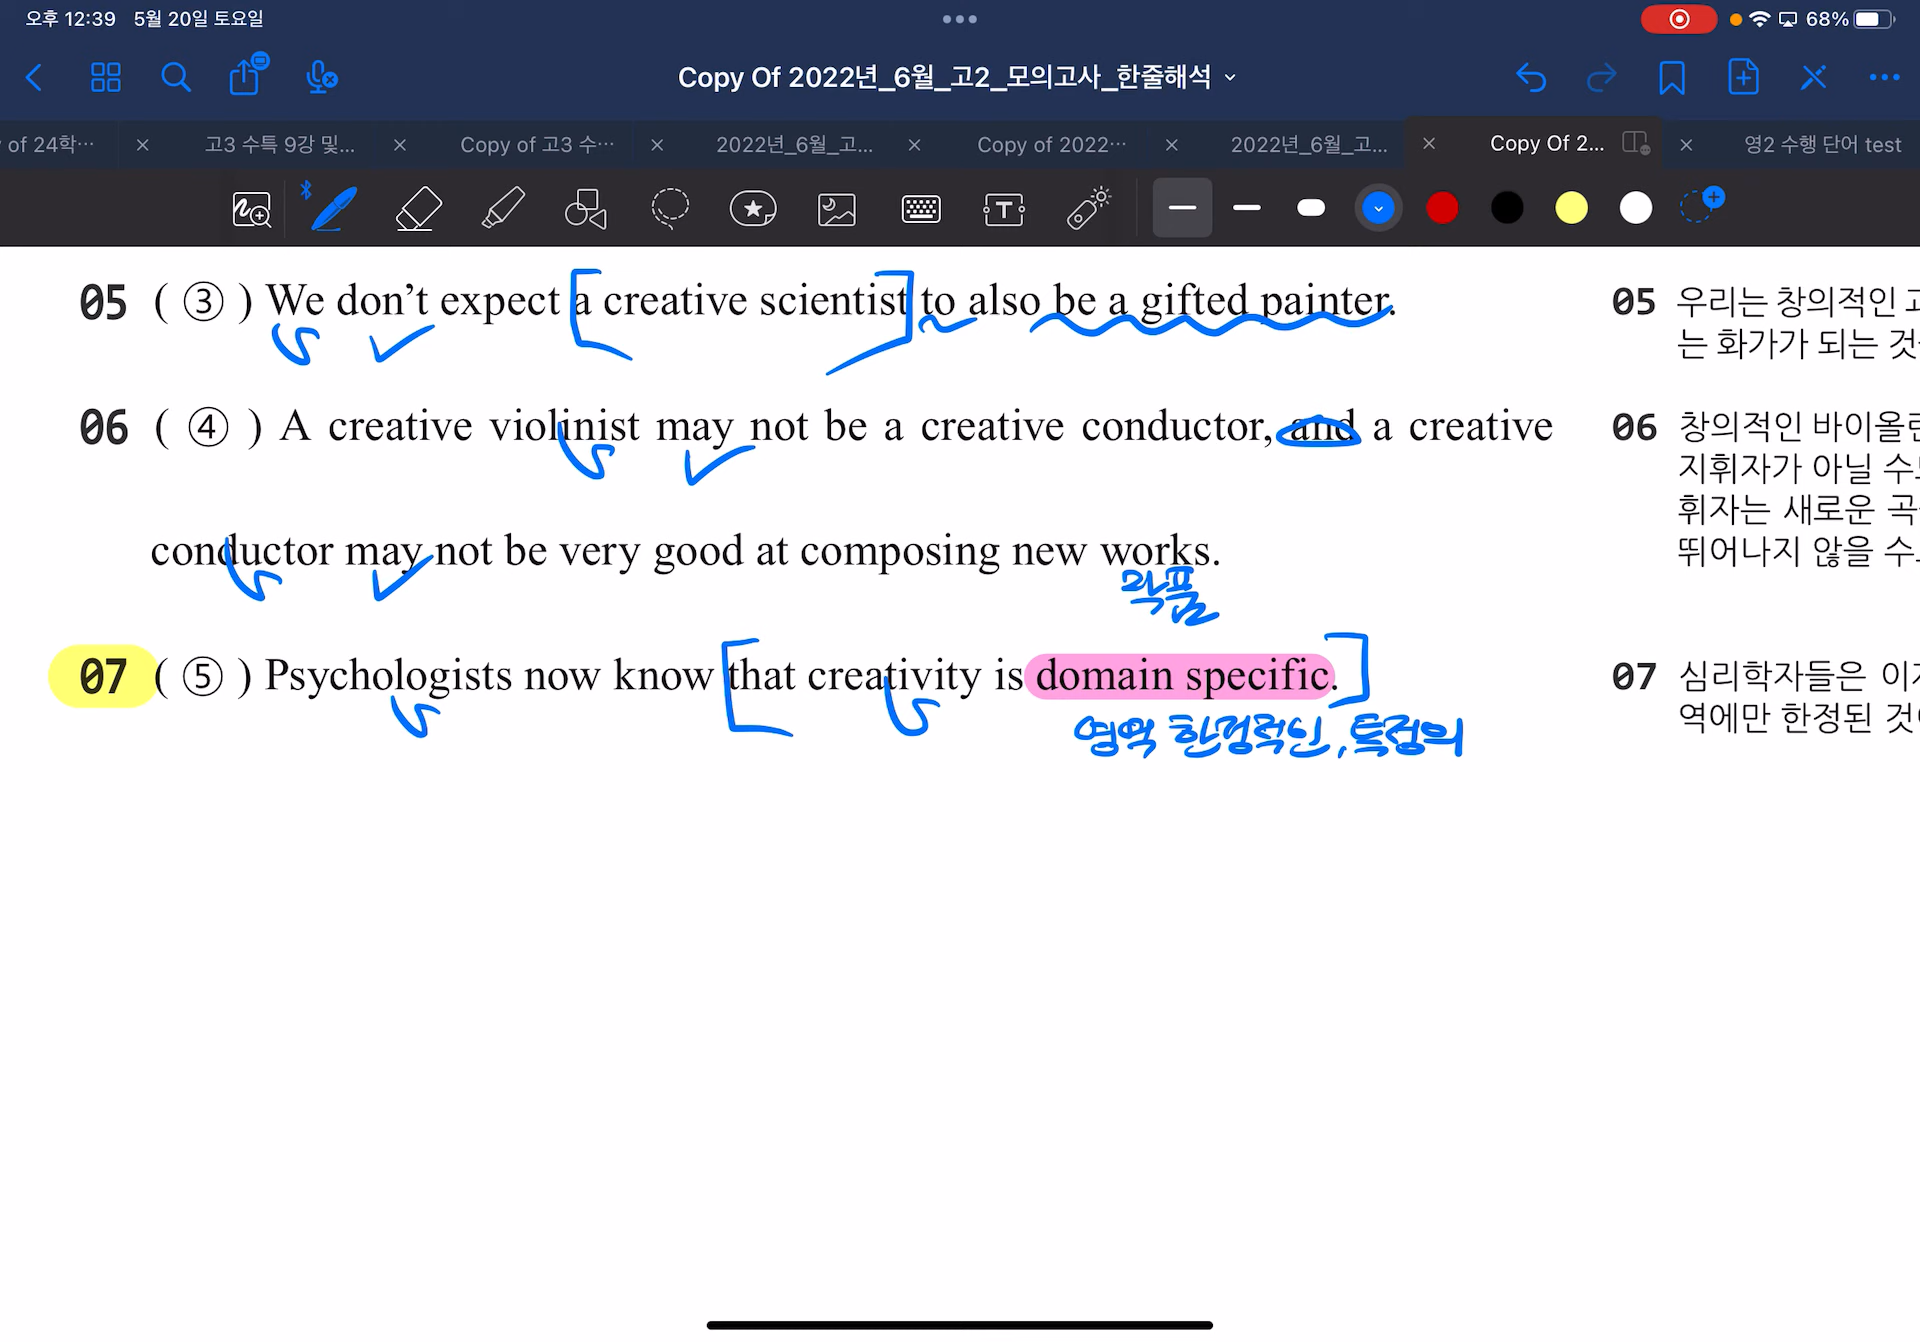 오후 12:39 5월 20일 토요일
68%
Copy Of 2022년_6월_고2_모의고사_한줄해석
of 24학… 고3 수특 9강 및... Copy of 고3 수… 2022년_6월_고... Copy of 2022… 2022년_6월_고... Copy Of 2... 영2 수행 단어 test
05 ( ③ ) We don't expect a creative scientist to also be a gifted painter.
06 ( ④ ) A creative violinist may not be a creative conductor, and a creative
conductor may not be very good at composing new works.
작품
07 ( ⑤ ) Psychologists now know that creativity is domain specific.
영역 한정적인, 특정의
05 우리는 창의적인
는 화가가 되는
06 창의적인
지휘자가 아닐
휘자는 새로운
뛰어나지 않을
07 심리학자들은
역에만 한정된